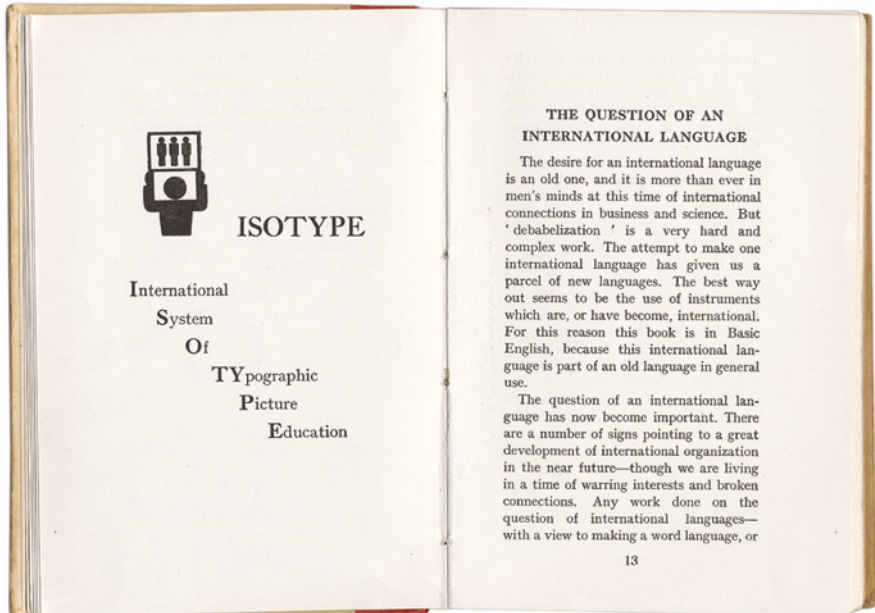 ISOTYPE
International
System
Of
TYpographic
Picture
Education
THE QUESTION OF AN
INTERNATIONAL LANGUAGE
The desire for an international language
is an old one, and it is more than ever in
men's minds at this time of international
connections in business and science. But
‘ debabelization ’ is a very hard and
complex work. The attempt to make one
international language has given us a
parcel of new languages. The best way
out seems to be the use of instruments
which are, or have become, international.
For this reason this book is in Basic
English, because this international lan-
guage is part of an old language in general
use.
The question of an international lan-
guage has now become important. There
are a number of signs pointing to a great
development of international organization
in the near future—though we are living
in a time of warring interests and broken
connections. Any work done on the
question of international languages—
with a view to making a word language, or
13